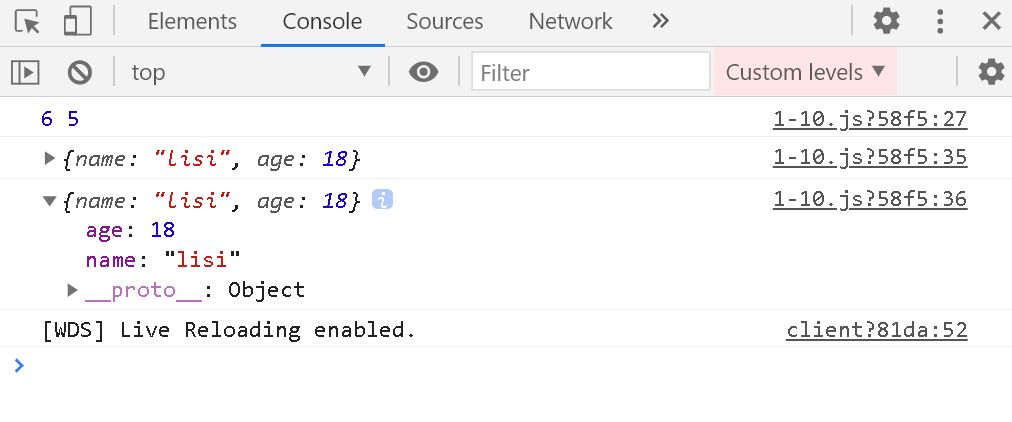 Elements Console Sources Network
top Filter Custom levels
6 5 1-10.js?58f5:27
{name: "lisi", age: 18} 1-10.js?58f5:35
{name: "lisi", age: 18} i 1-10.js?58f5:36
age: 18
name: "lisi"
__proto__: Object
[WDS] Live Reloading enabled. client?81da:52